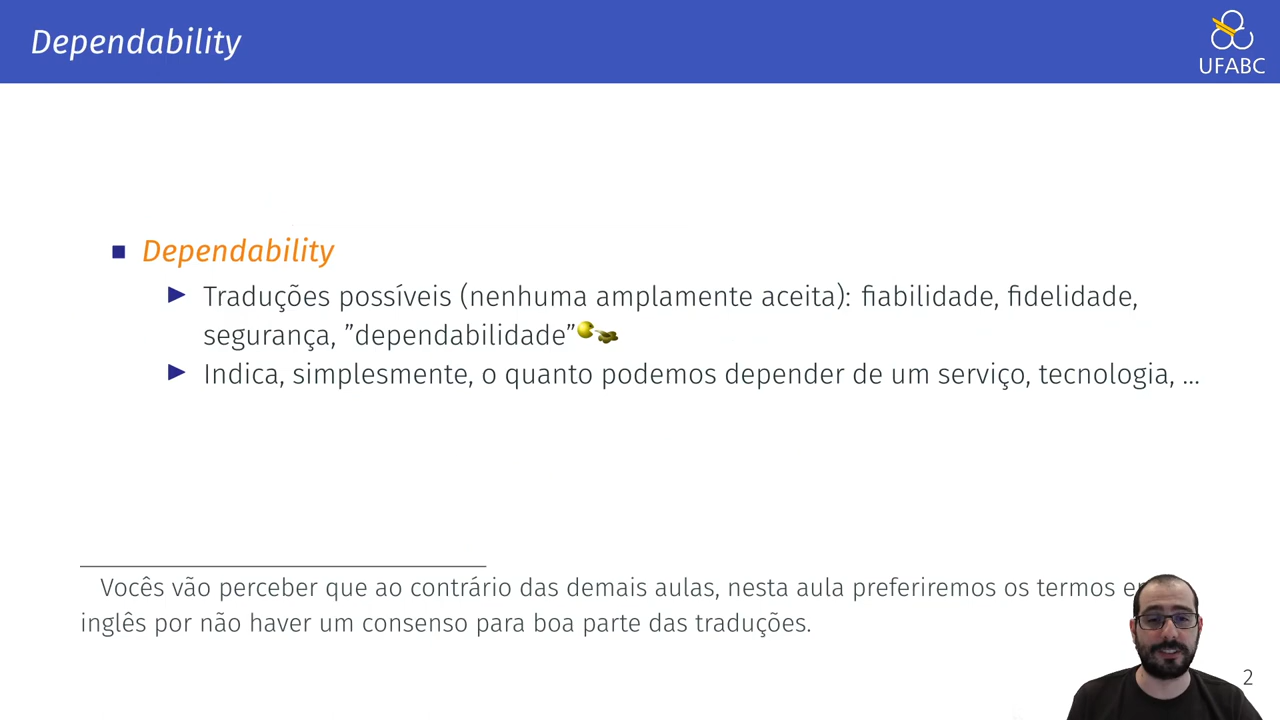 Dependability
UFABC
Dependability
Traduções possíveis (nenhuma amplamente aceita): fiabilidade, fidelidade,
segurança, ”dependabilidade”
Indica, simplesmente, o quanto podemos depender de um serviço, tecnologia, ...
Vocês vão perceber que ao contrário das demais aulas, nesta aula preferiremos os termos
inglês por não haver um consenso para boa parte das traduções.
2